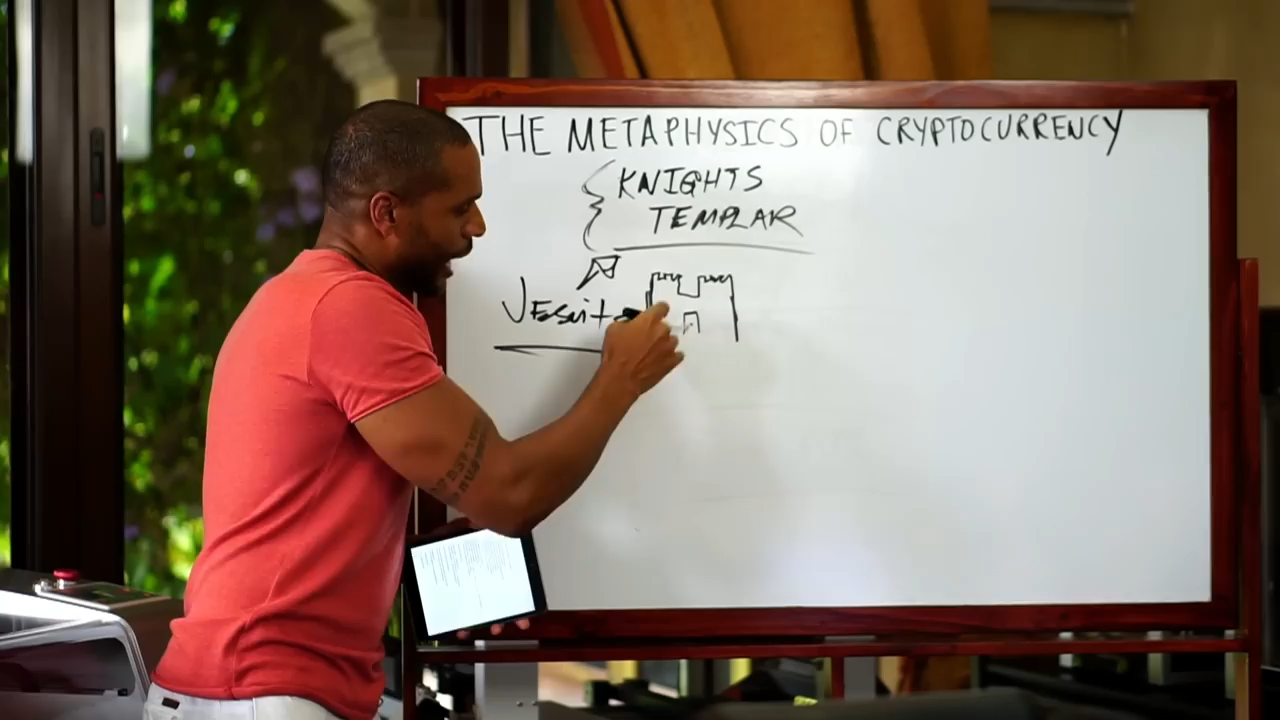 THE METAPHYSICS OF CRYPTOCURRENCY
KNIGHTS
TEMPLAR
JESuits